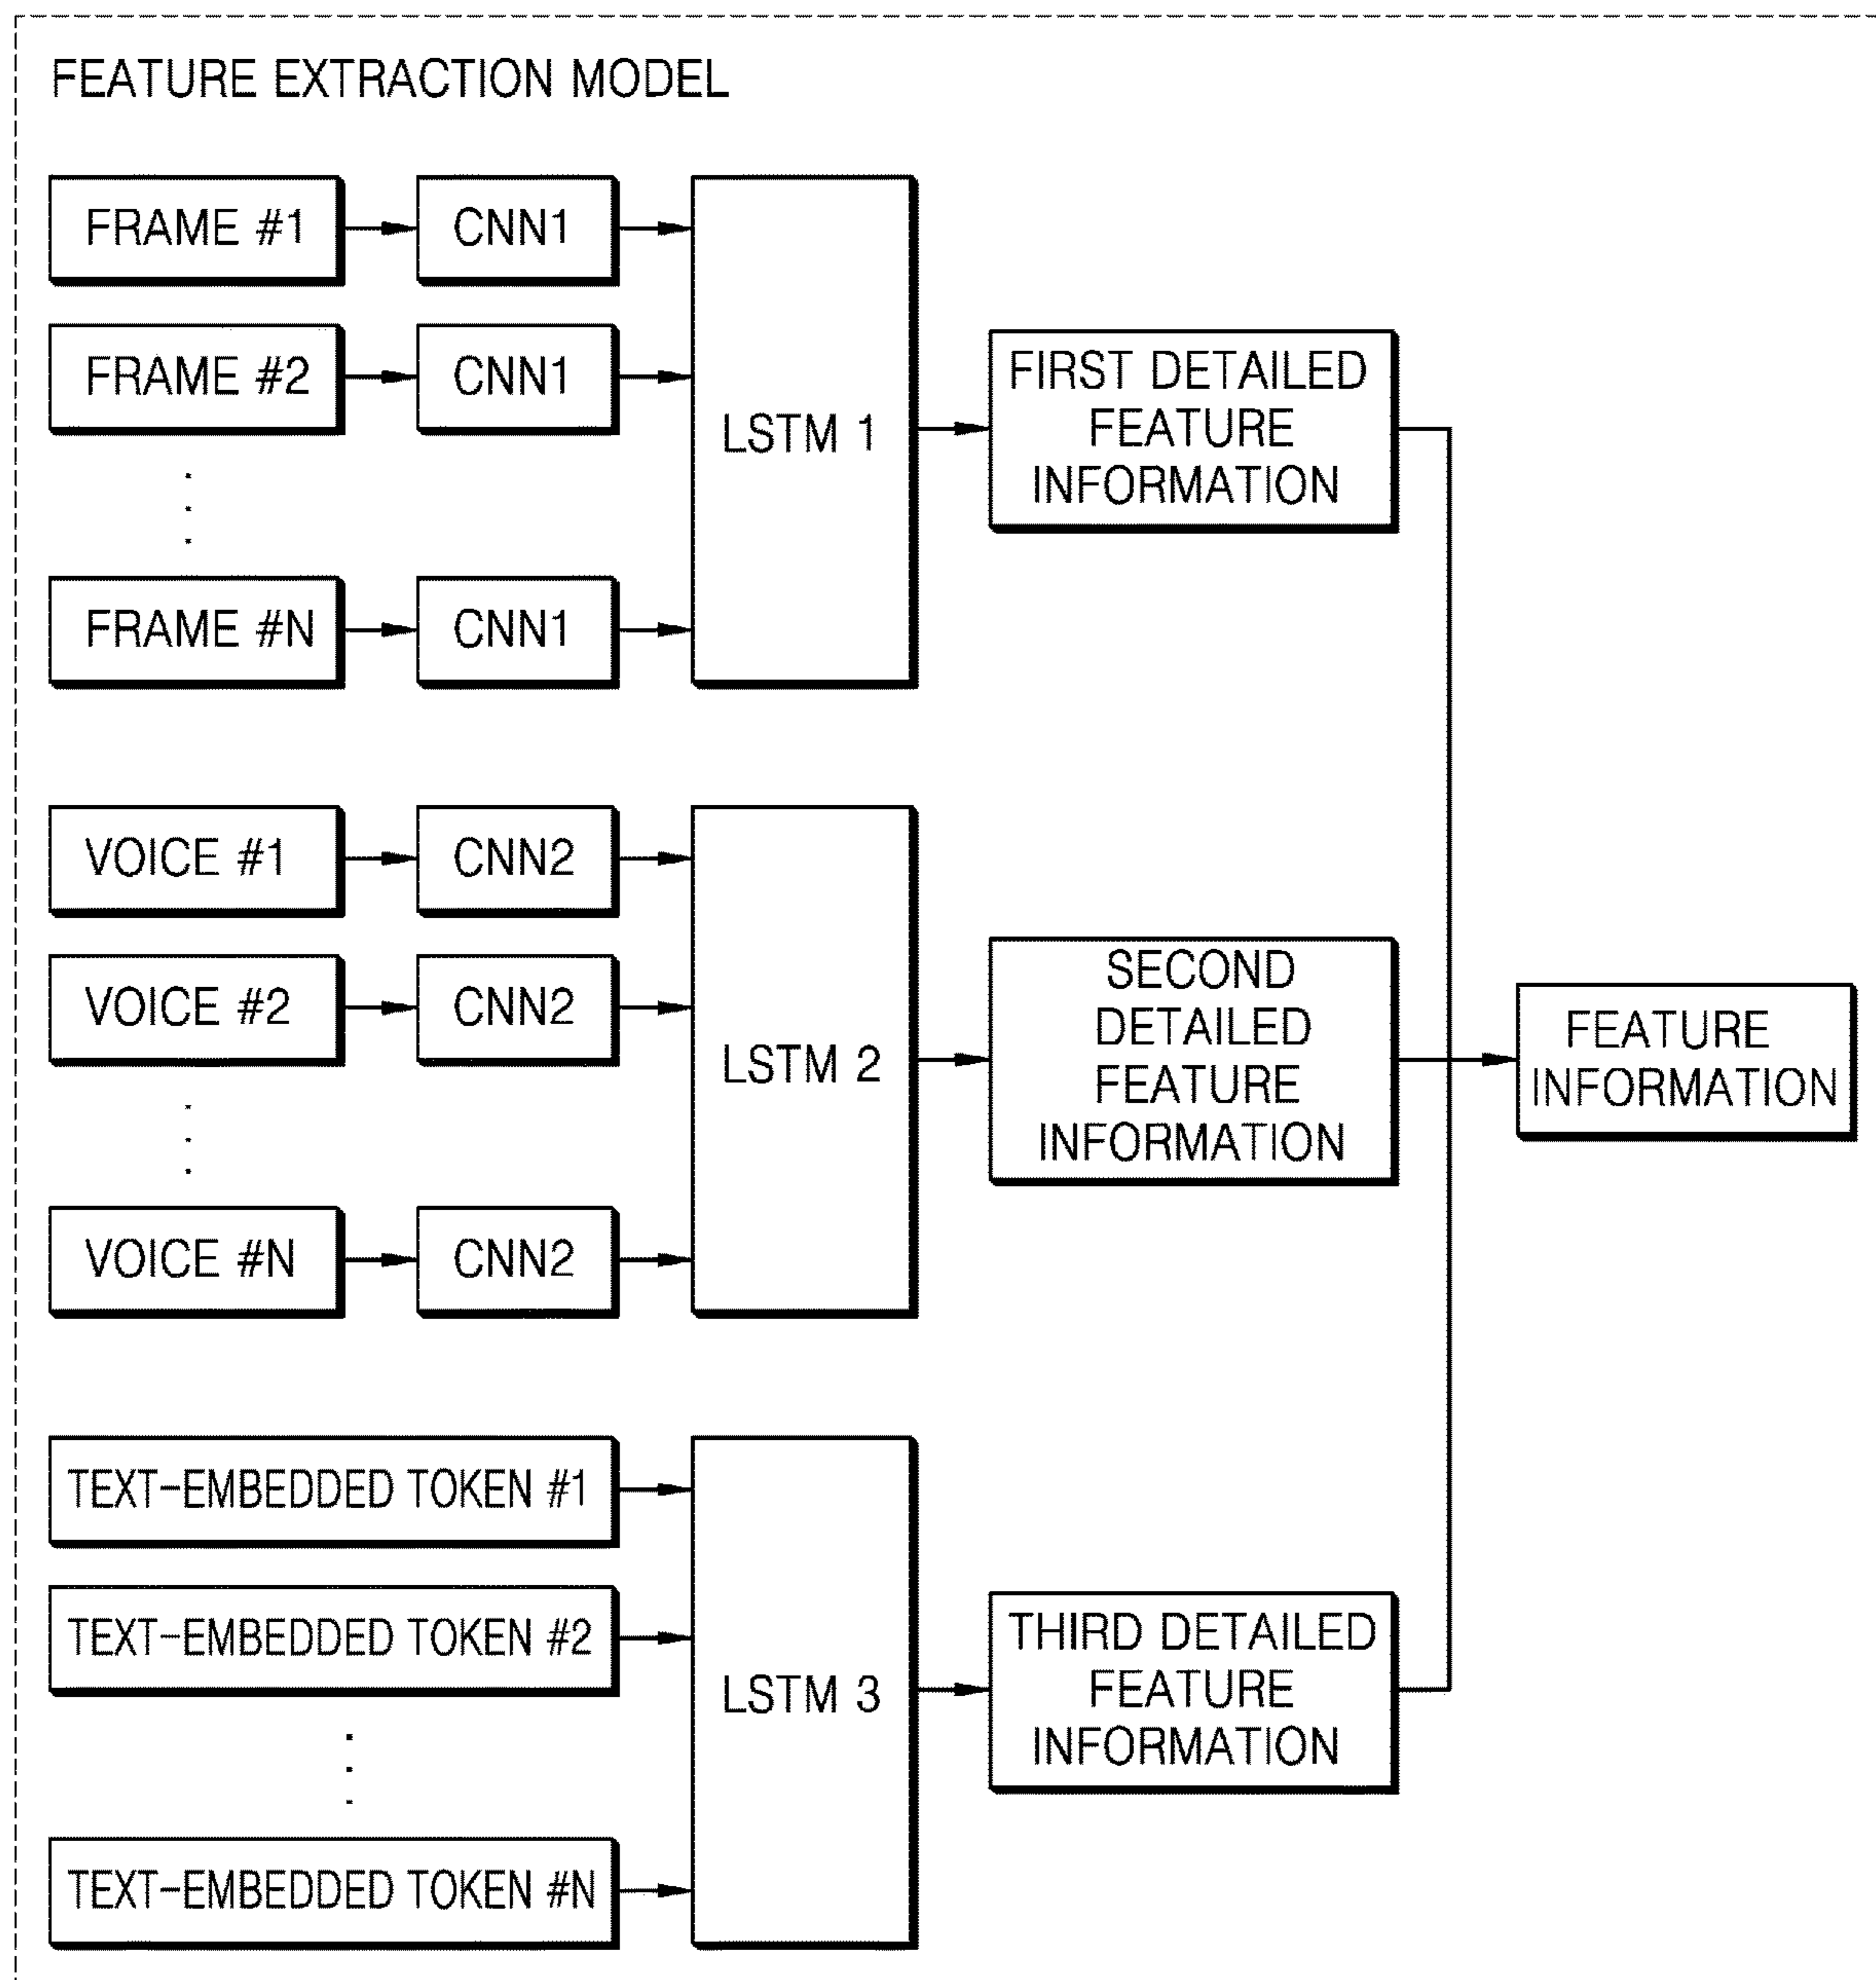 FEATURE EXTRACTION MODEL
FRAME #1
CNN1
FRAME #2
CNN1
FRAME #N
CNN1
LSTM 1
FIRST DETAILED
FEATURE
INFORMATION
VOICE #1
CNN2
VOICE #2
CNN2
VOICE #N
CNN2
LSTM 2
SECOND
DETAILED
FEATURE
INFORMATION
TEXT-EMBEDDED TOKEN #1
TEXT-EMBEDDED TOKEN #2
TEXT-EMBEDDED TOKEN #N
LSTM 3
THIRD DETAILED
FEATURE
INFORMATION
FEATURE
INFORMATION